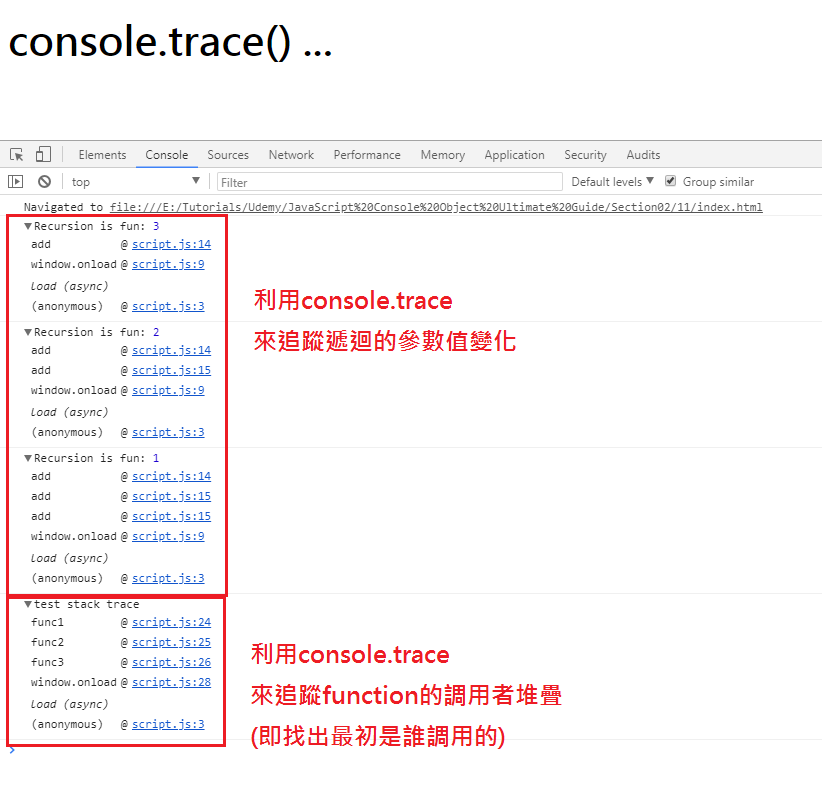 console.trace() ...
Elements Console Sources Network Performance Memory Application Security Audits
top ▼ Filter Default levels ▼ Group similar
Navigated to file:///E:/Tutorials/Udemy/JavaScript%20Console%20Object%20Ultimate%20Guide/Section02/11/index.html
▼Recursion is fun: 3
add @ script.js:14
window.onload @ script.js:9
load (async)
(anonymous) @ script.js:3
利用console.trace
來追蹤遞迴的參數值變化
▼Recursion is fun: 2
add @ script.js:14
add @ script.js:15
window.onload @ script.js:9
load (async)
(anonymous) @ script.js:3
▼Recursion is fun: 1
add @ script.js:14
add @ script.js:15
add @ script.js:15
window.onload @ script.js:9
load (async)
(anonymous) @ script.js:3
▼test stack trace
func1 @ script.js:24
func2 @ script.js:25
func3 @ script.js:26
window.onload @ script.js:28
load (async)
(anonymous) @ script.js:3
利用console.trace
來追蹤function的調用者堆疊
(即找出最初是誰調用的)
>